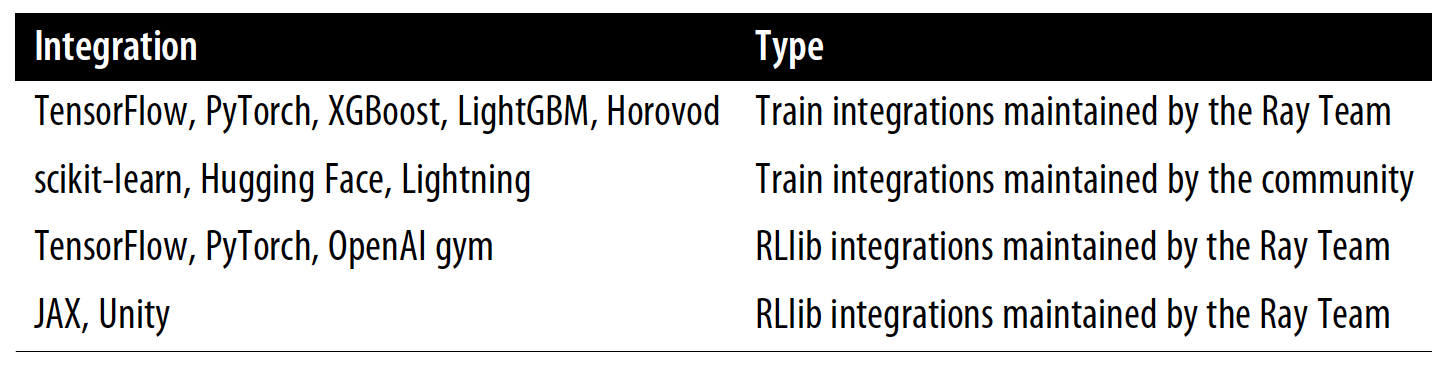 Integration Type
TensorFlow, PyTorch, XGBoost, LightGBM, Horovod Train integrations maintained by the Ray Team
scikit-learn, Hugging Face, Lightning Train integrations maintained by the community
TensorFlow, PyTorch, OpenAI gym RLlib integrations maintained by the Ray Team
JAX, Unity RLlib integrations maintained by the Ray Team